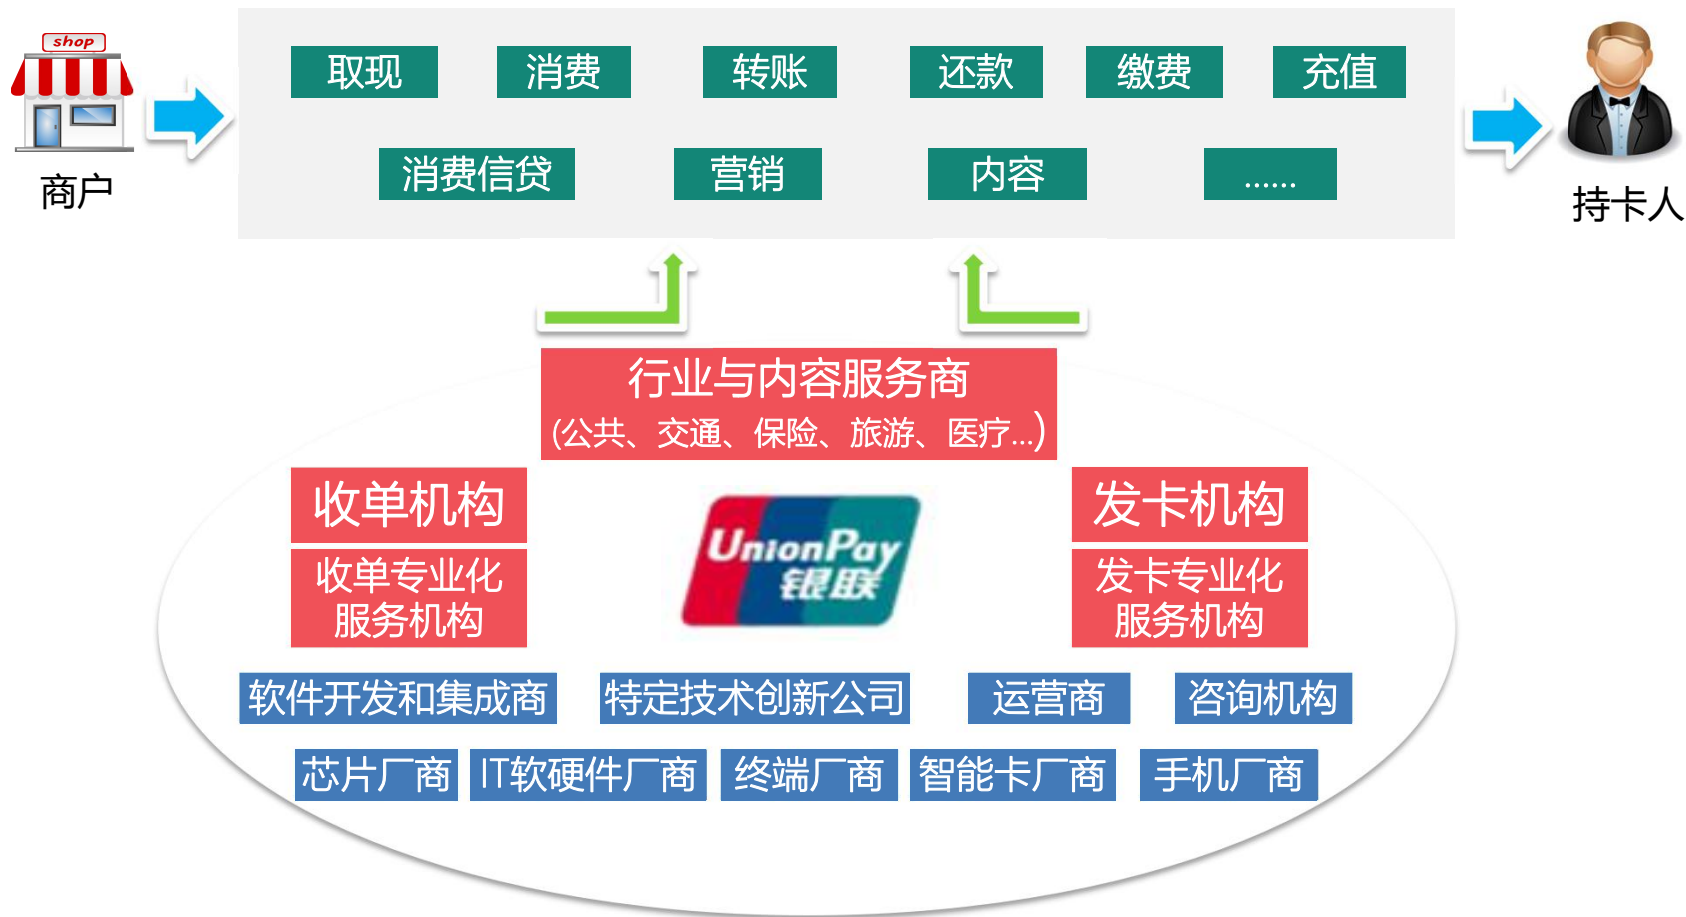 shop
商户
取现
消费
转账
还款
缴费
充值
消费信贷
营销
内容
......
持卡人
行业与内容服务商
(公共、交通、保险、旅游、医疗...)
收单机构
收单专业化
服务机构
UnionPay
银联
发卡机构
发卡专业化
服务机构
软件开发和集成商
特定技术创新公司
运营商
咨询机构
芯片厂商
IT软硬件厂商
终端厂商
智能卡厂商
手机厂商